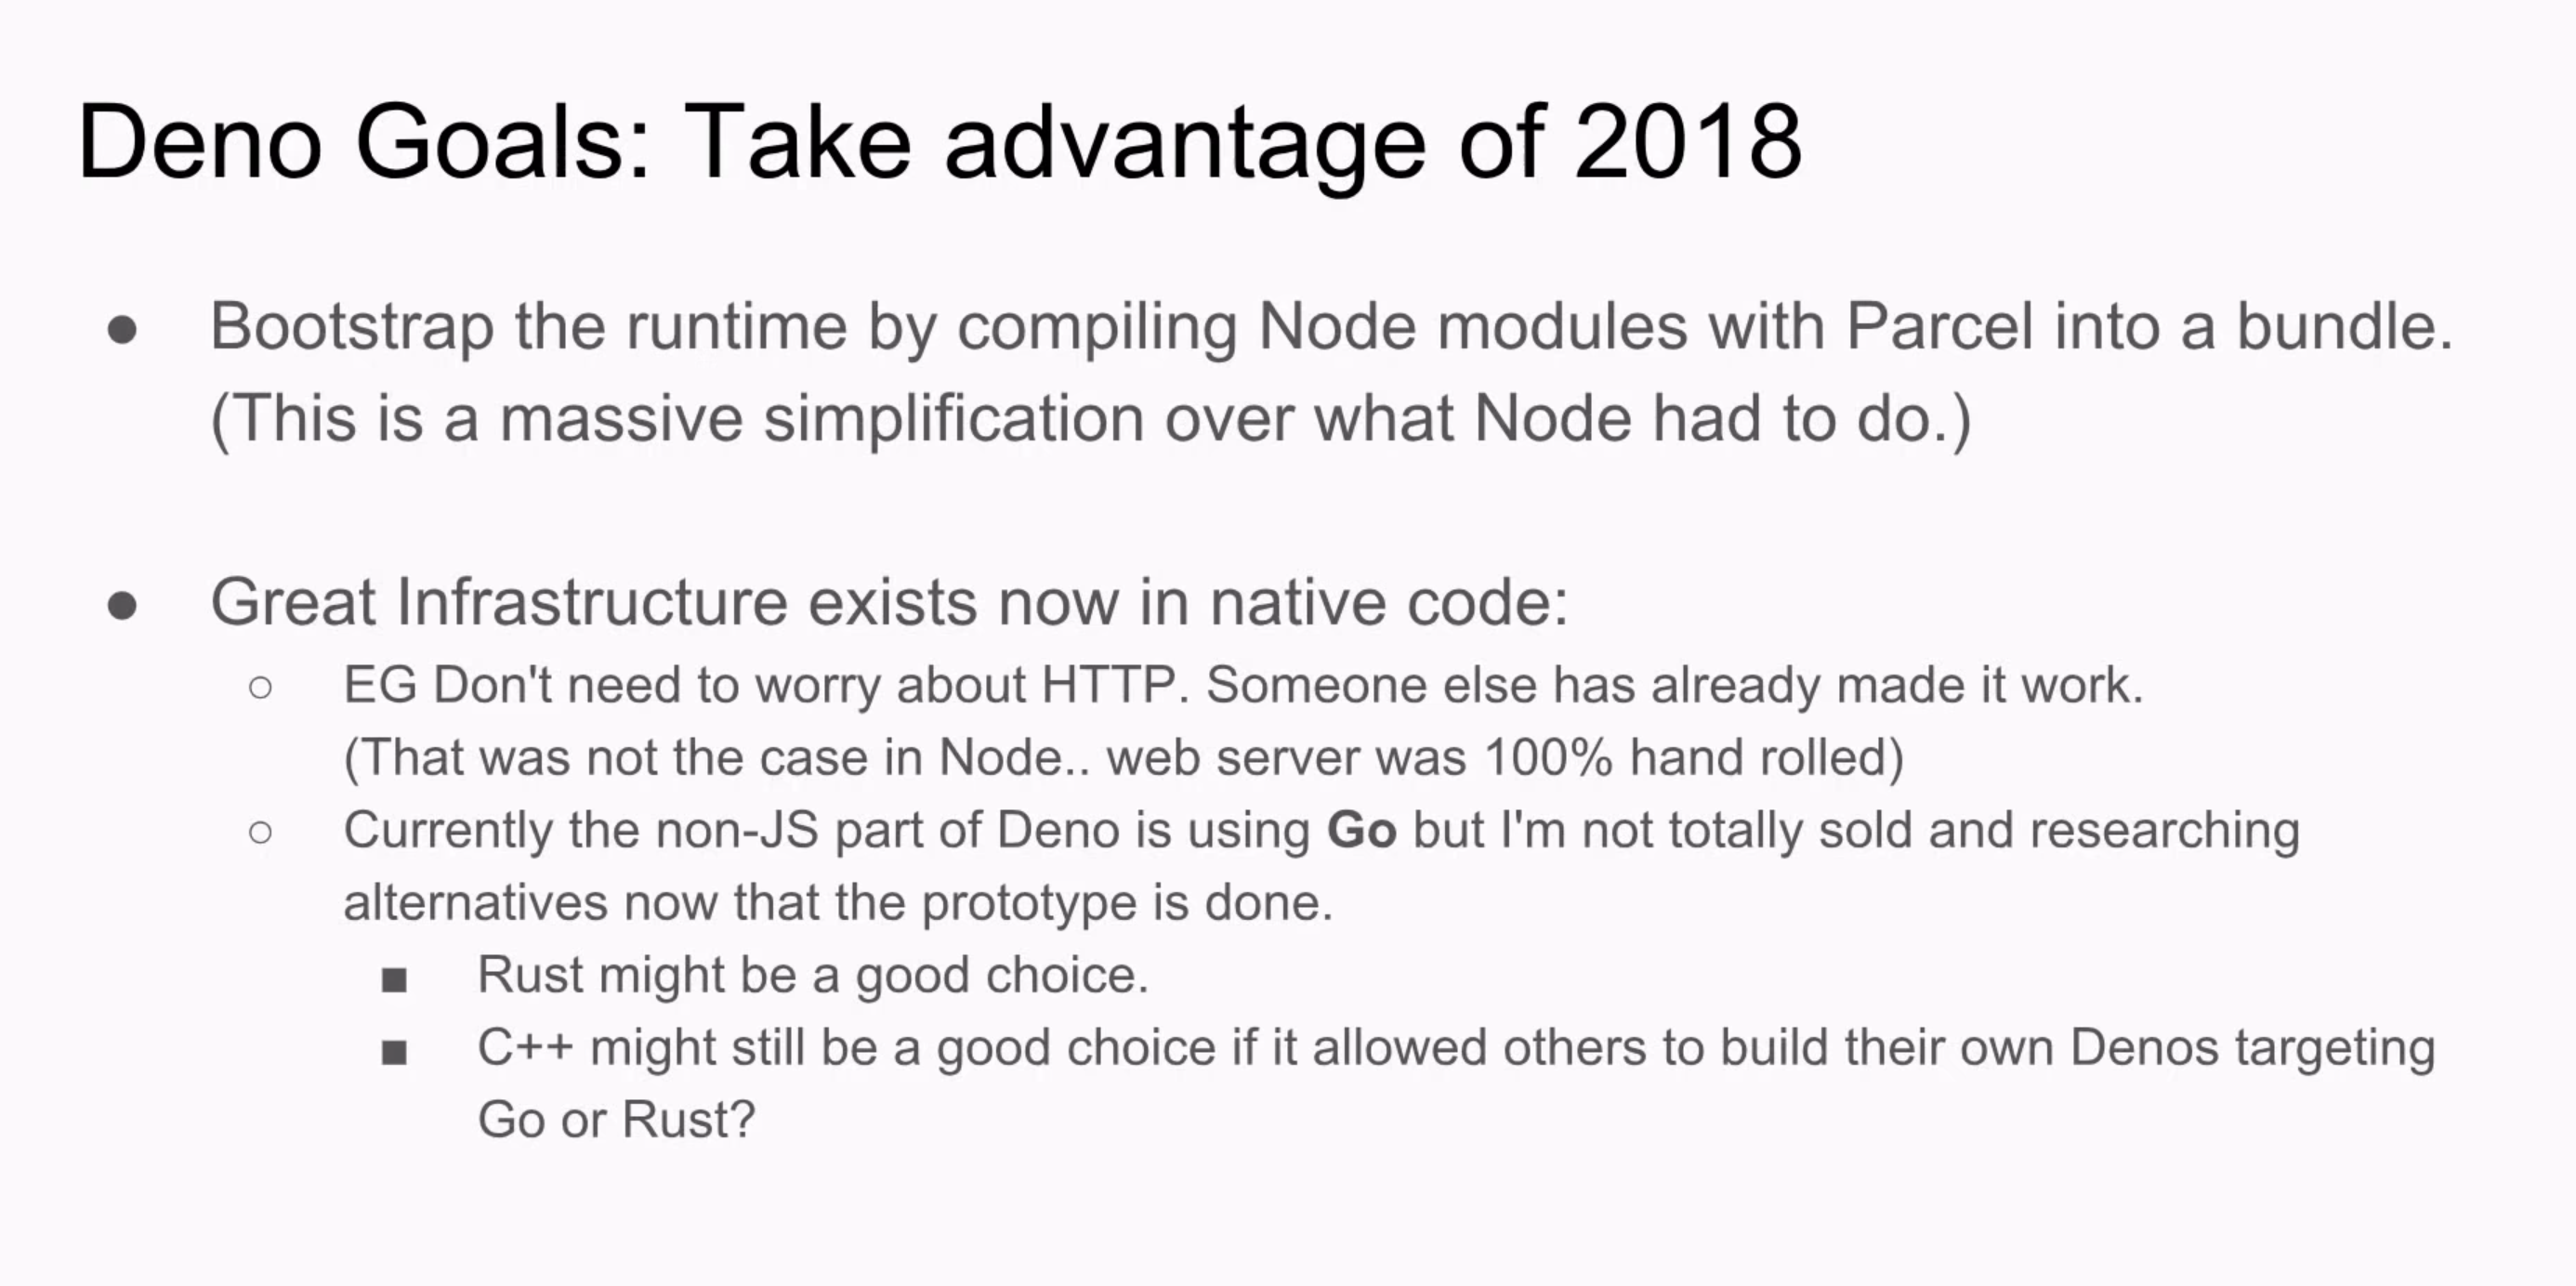 Deno Goals: Take advantage of 2018
● Bootstrap the runtime by compiling Node modules with Parcel into a bundle.
(This is a massive simplification over what Node had to do.)
● Great Infrastructure exists now in native code:
○ EG Don't need to worry about HTTP. Someone else has already made it work.
(That was not the case in Node.. web server was 100% hand rolled)
○ Currently the non-JS part of Deno is using Go but I'm not totally sold and researching
alternatives now that the prototype is done.
■ Rust might be a good choice.
■ C++ might still be a good choice if it allowed others to build their own Denos targeting
Go or Rust?